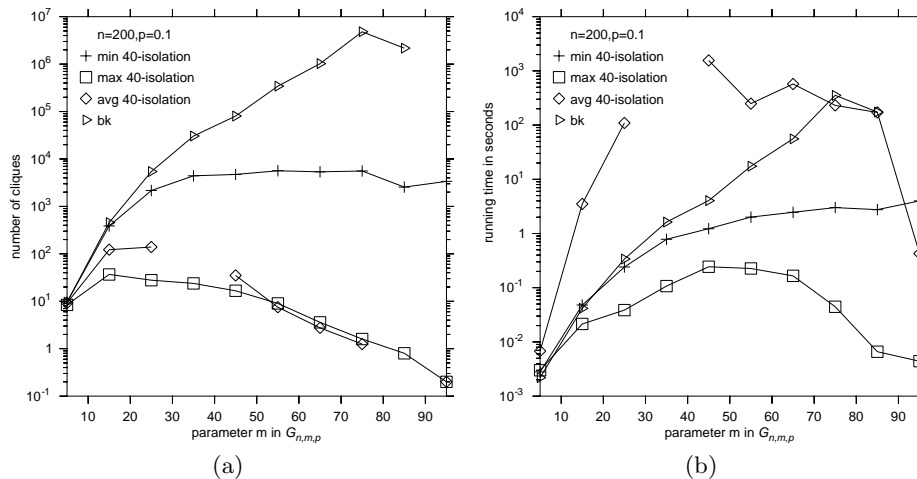 10^7
10^6
10^5
10^4
10^3
10^2
10^1
1
10^-1
number of cliques
n=200,p=0.1
min 40-isolation
max 40-isolation
avg 40-isolation
bk
10 20 30 40 50 60 70 80 90
parameter m in G_n,m,p
(a)
10^4
10^3
10^2
10^1
1
10^-1
10^-2
10^-3
running time in seconds
n=200,p=0.1
min 40-isolation
max 40-isolation
avg 40-isolation
bk
10 20 30 40 50 60 70 80 90
parameter m in G_n,m,p
(b)